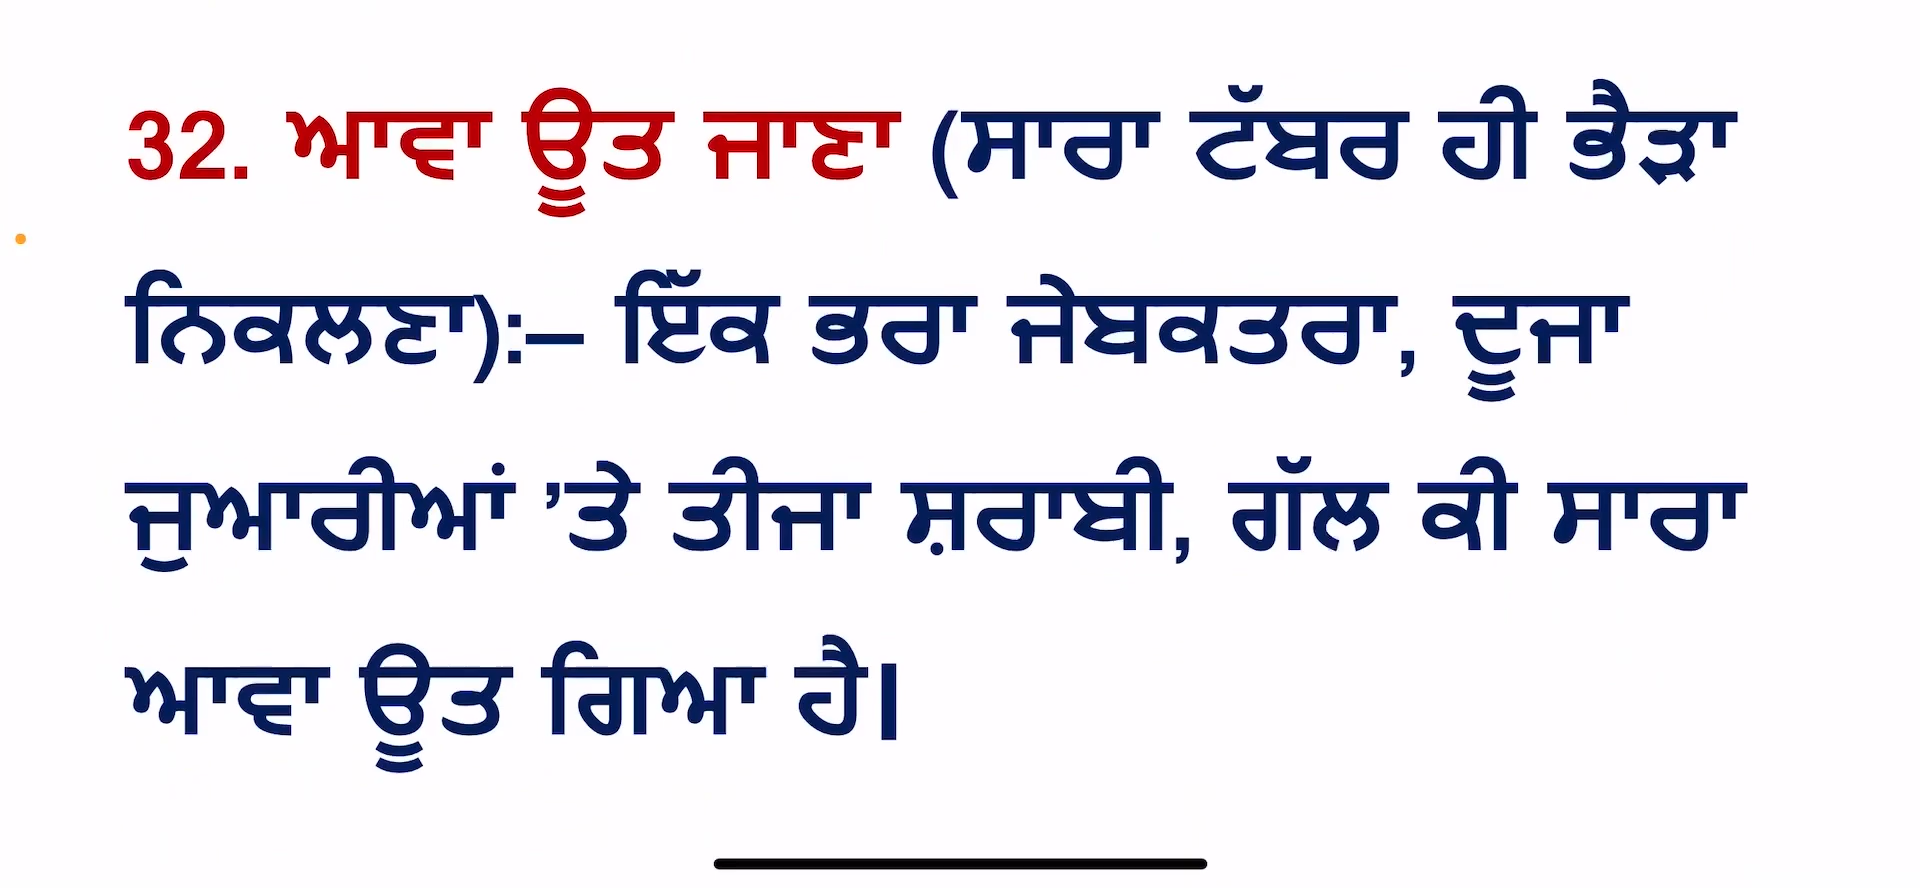 32. ਆਵਾ ਊਤ ਜਾਣਾ (ਸਾਰਾ ਟੱਬਰ ਹੀ ਭੈੜਾ
ਨਿਕਲਣਾ):– ਇੱਕ ਭਰਾ ਜੇਬਕਤਰਾ, ਦੂਜਾ
ਜੁਆਰੀਆਂ ’ਤੇ ਤੀਜਾ ਸ਼ਰਾਬੀ, ਗੱਲ ਕੀ ਸਾਰਾ
ਆਵਾ ਊਤ ਗਿਆ ਹੈ।